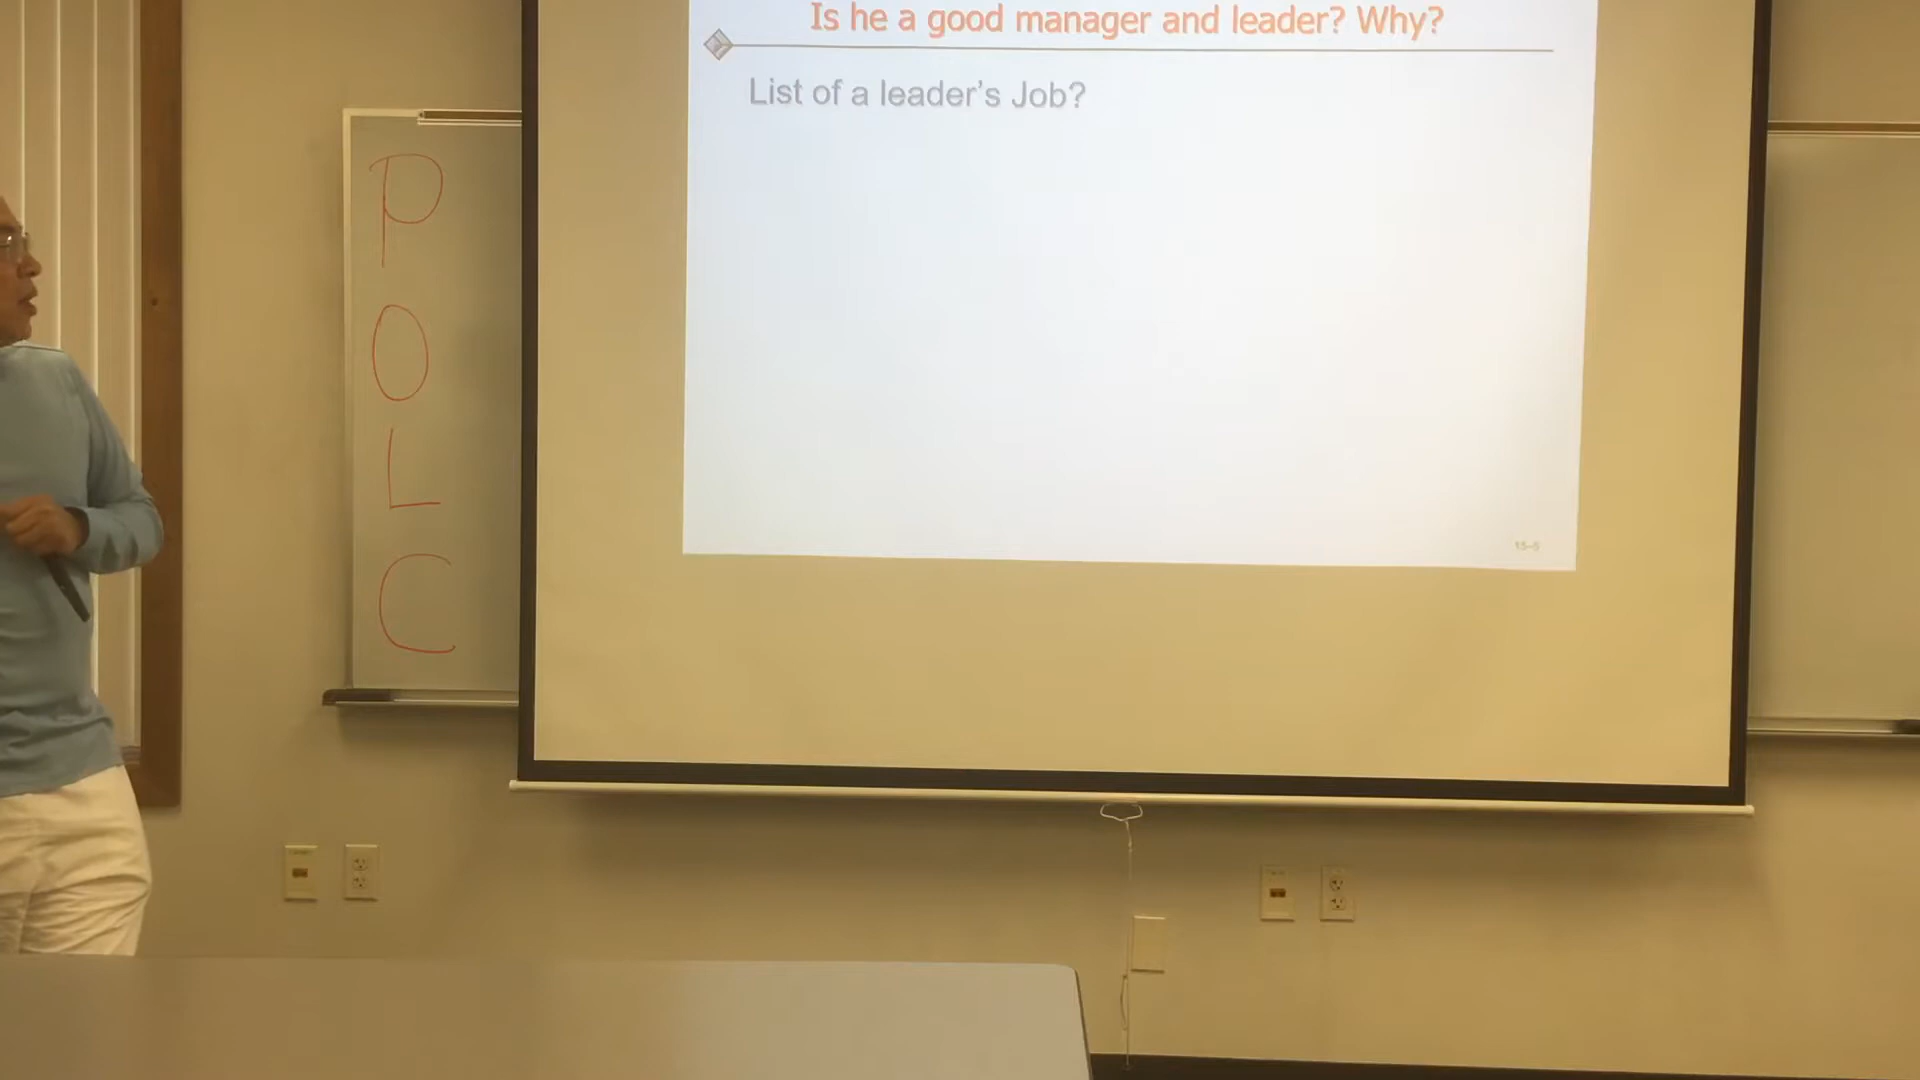 Is he a good manager and leader? Why?
List of a leader's Job?
P
O
L
C